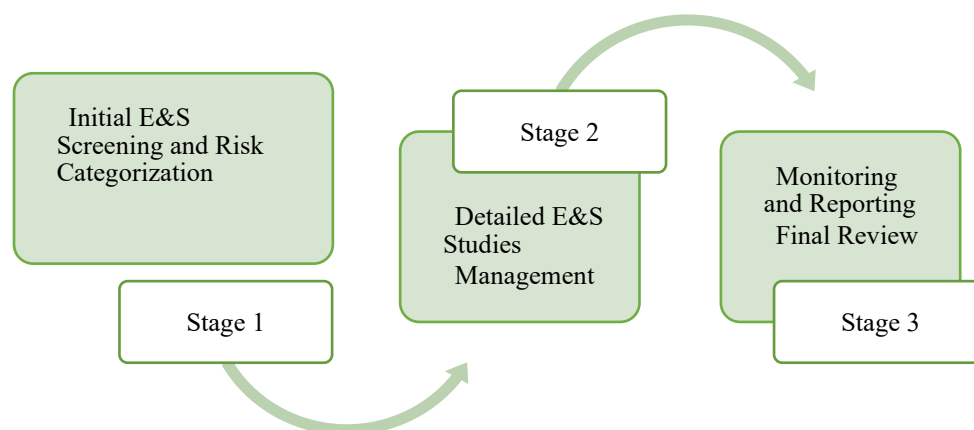 Initial E&S
Screening and Risk
Categorization
Stage 1
Stage 2
Detailed E&S
Studies
Management
Monitoring
and Reporting
Final Review
Stage 3